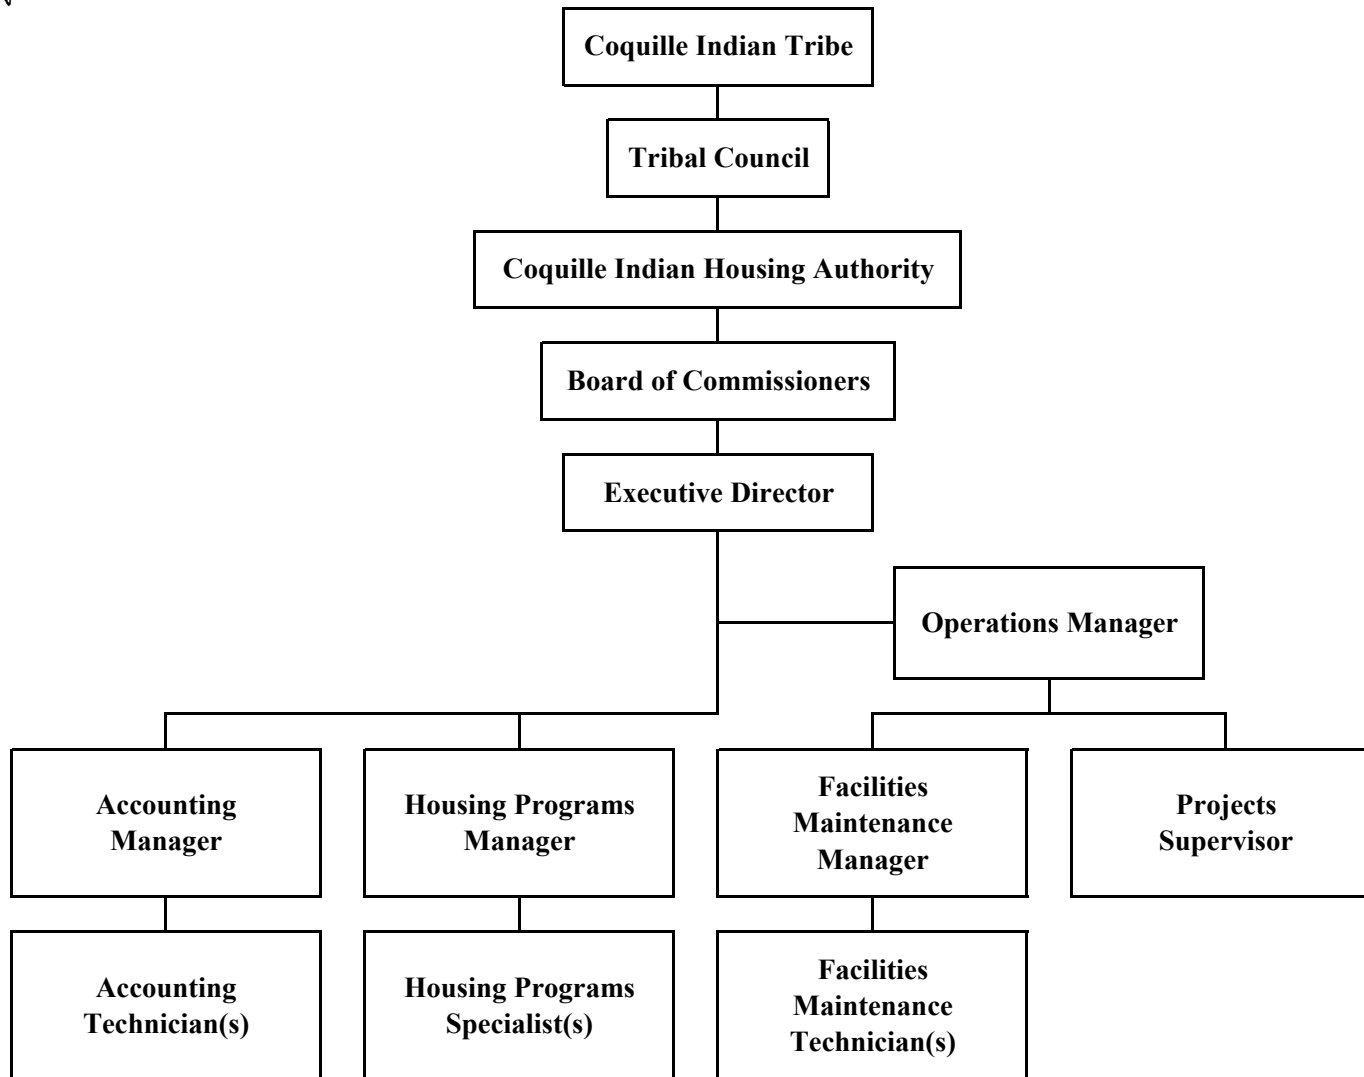 Coquille Indian Tribe
Tribal Council
Coquille Indian Housing Authority
Board of Commissioners
Executive Director
Operations Manager
Accounting
Manager
Housing Programs
Manager
Facilities
Maintenance
Manager
Projects
Supervisor
Accounting
Technician(s)
Housing Programs
Specialist(s)
Facilities
Maintenance
Technician(s)